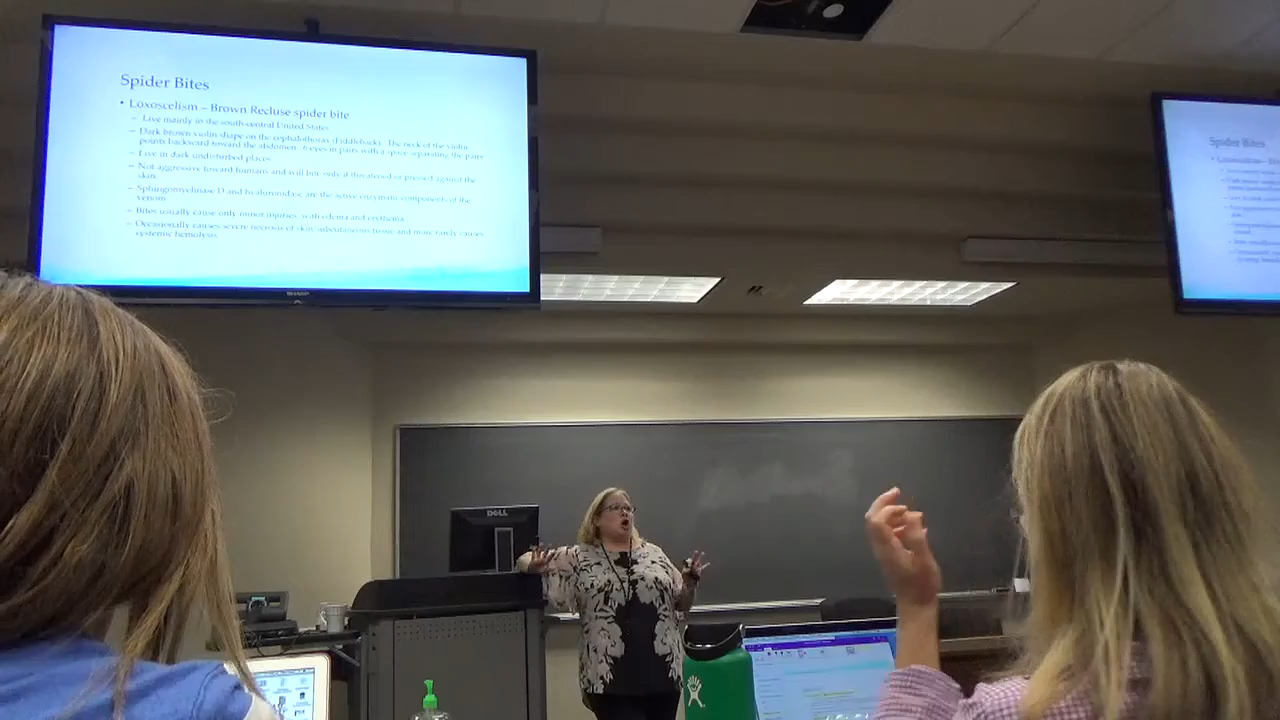 Spider Bites
• Loxoscelism – Brown Recluse spider bite
– Live mainly in the south-central United States
– Dark brown violin shape on the cephalothorax (Fiddleback). The neck of the violin
points backward toward the abdomen. 6 eyes in pairs with a space separating the pairs
– Live in dark undisturbed places
– Not aggressive toward humans and will bite only if threatened or pressed against the
skin.
– Sphingomyelinase D and hyaluronidase are the active enzymatic components of the
venom
– Bites usually cause only minor injuries, with edema and erythema
– Occasionally causes severe necrosis of skin/subcutaneous tissue and more rarely causes
systemic hemolysis.
SHARP
Spider Bites
DELL